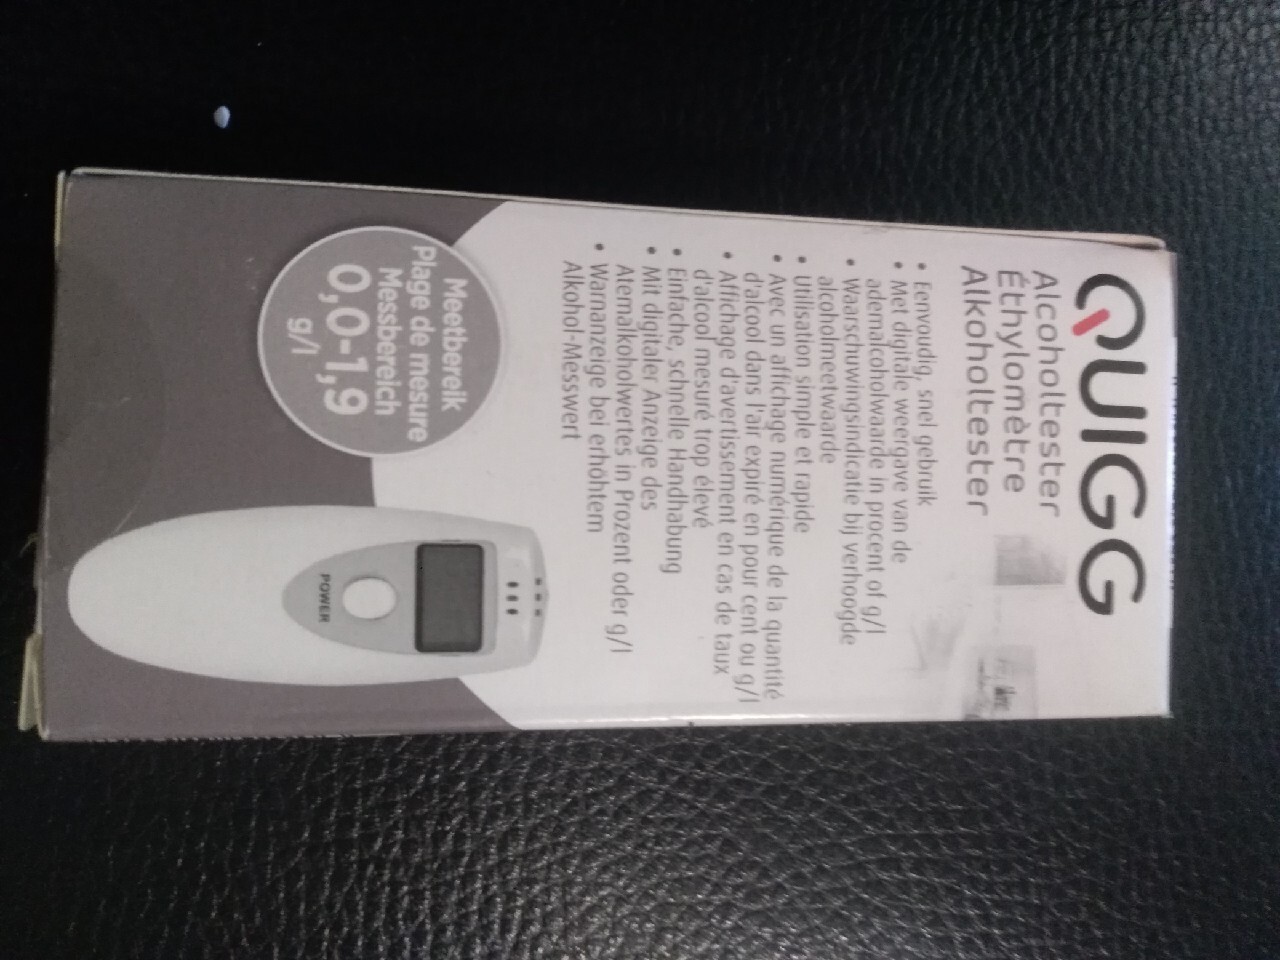 QUIGG
Alcoholtester
Éthylomètre
Alkoholtester
• Eenvoudig, snel gebruik
• Met digitale weergave van de
ademalcoholwaarde in procent of g/l
• Waarschuwingsindicatie bij verhoogde
alcoholmeetwaarde
• Utilisation simple et rapide
• Avec un affichage numérique de la quantité
d'alcool dans l'air expiré en pour cent ou g/l
• Affichage d'avertissement en cas de taux
d'alcool mesuré trop élevé
• Einfache, schnelle Handhabung
• Mit digitaler Anzeige des
Atemalkoholwertes in Prozent oder g/l
• Warnanzeige bei erhöhtem
Alkohol-Messwert
Meetbereik
Plage de mesure
Messbereich
0,0-1,9
g/l
POWER